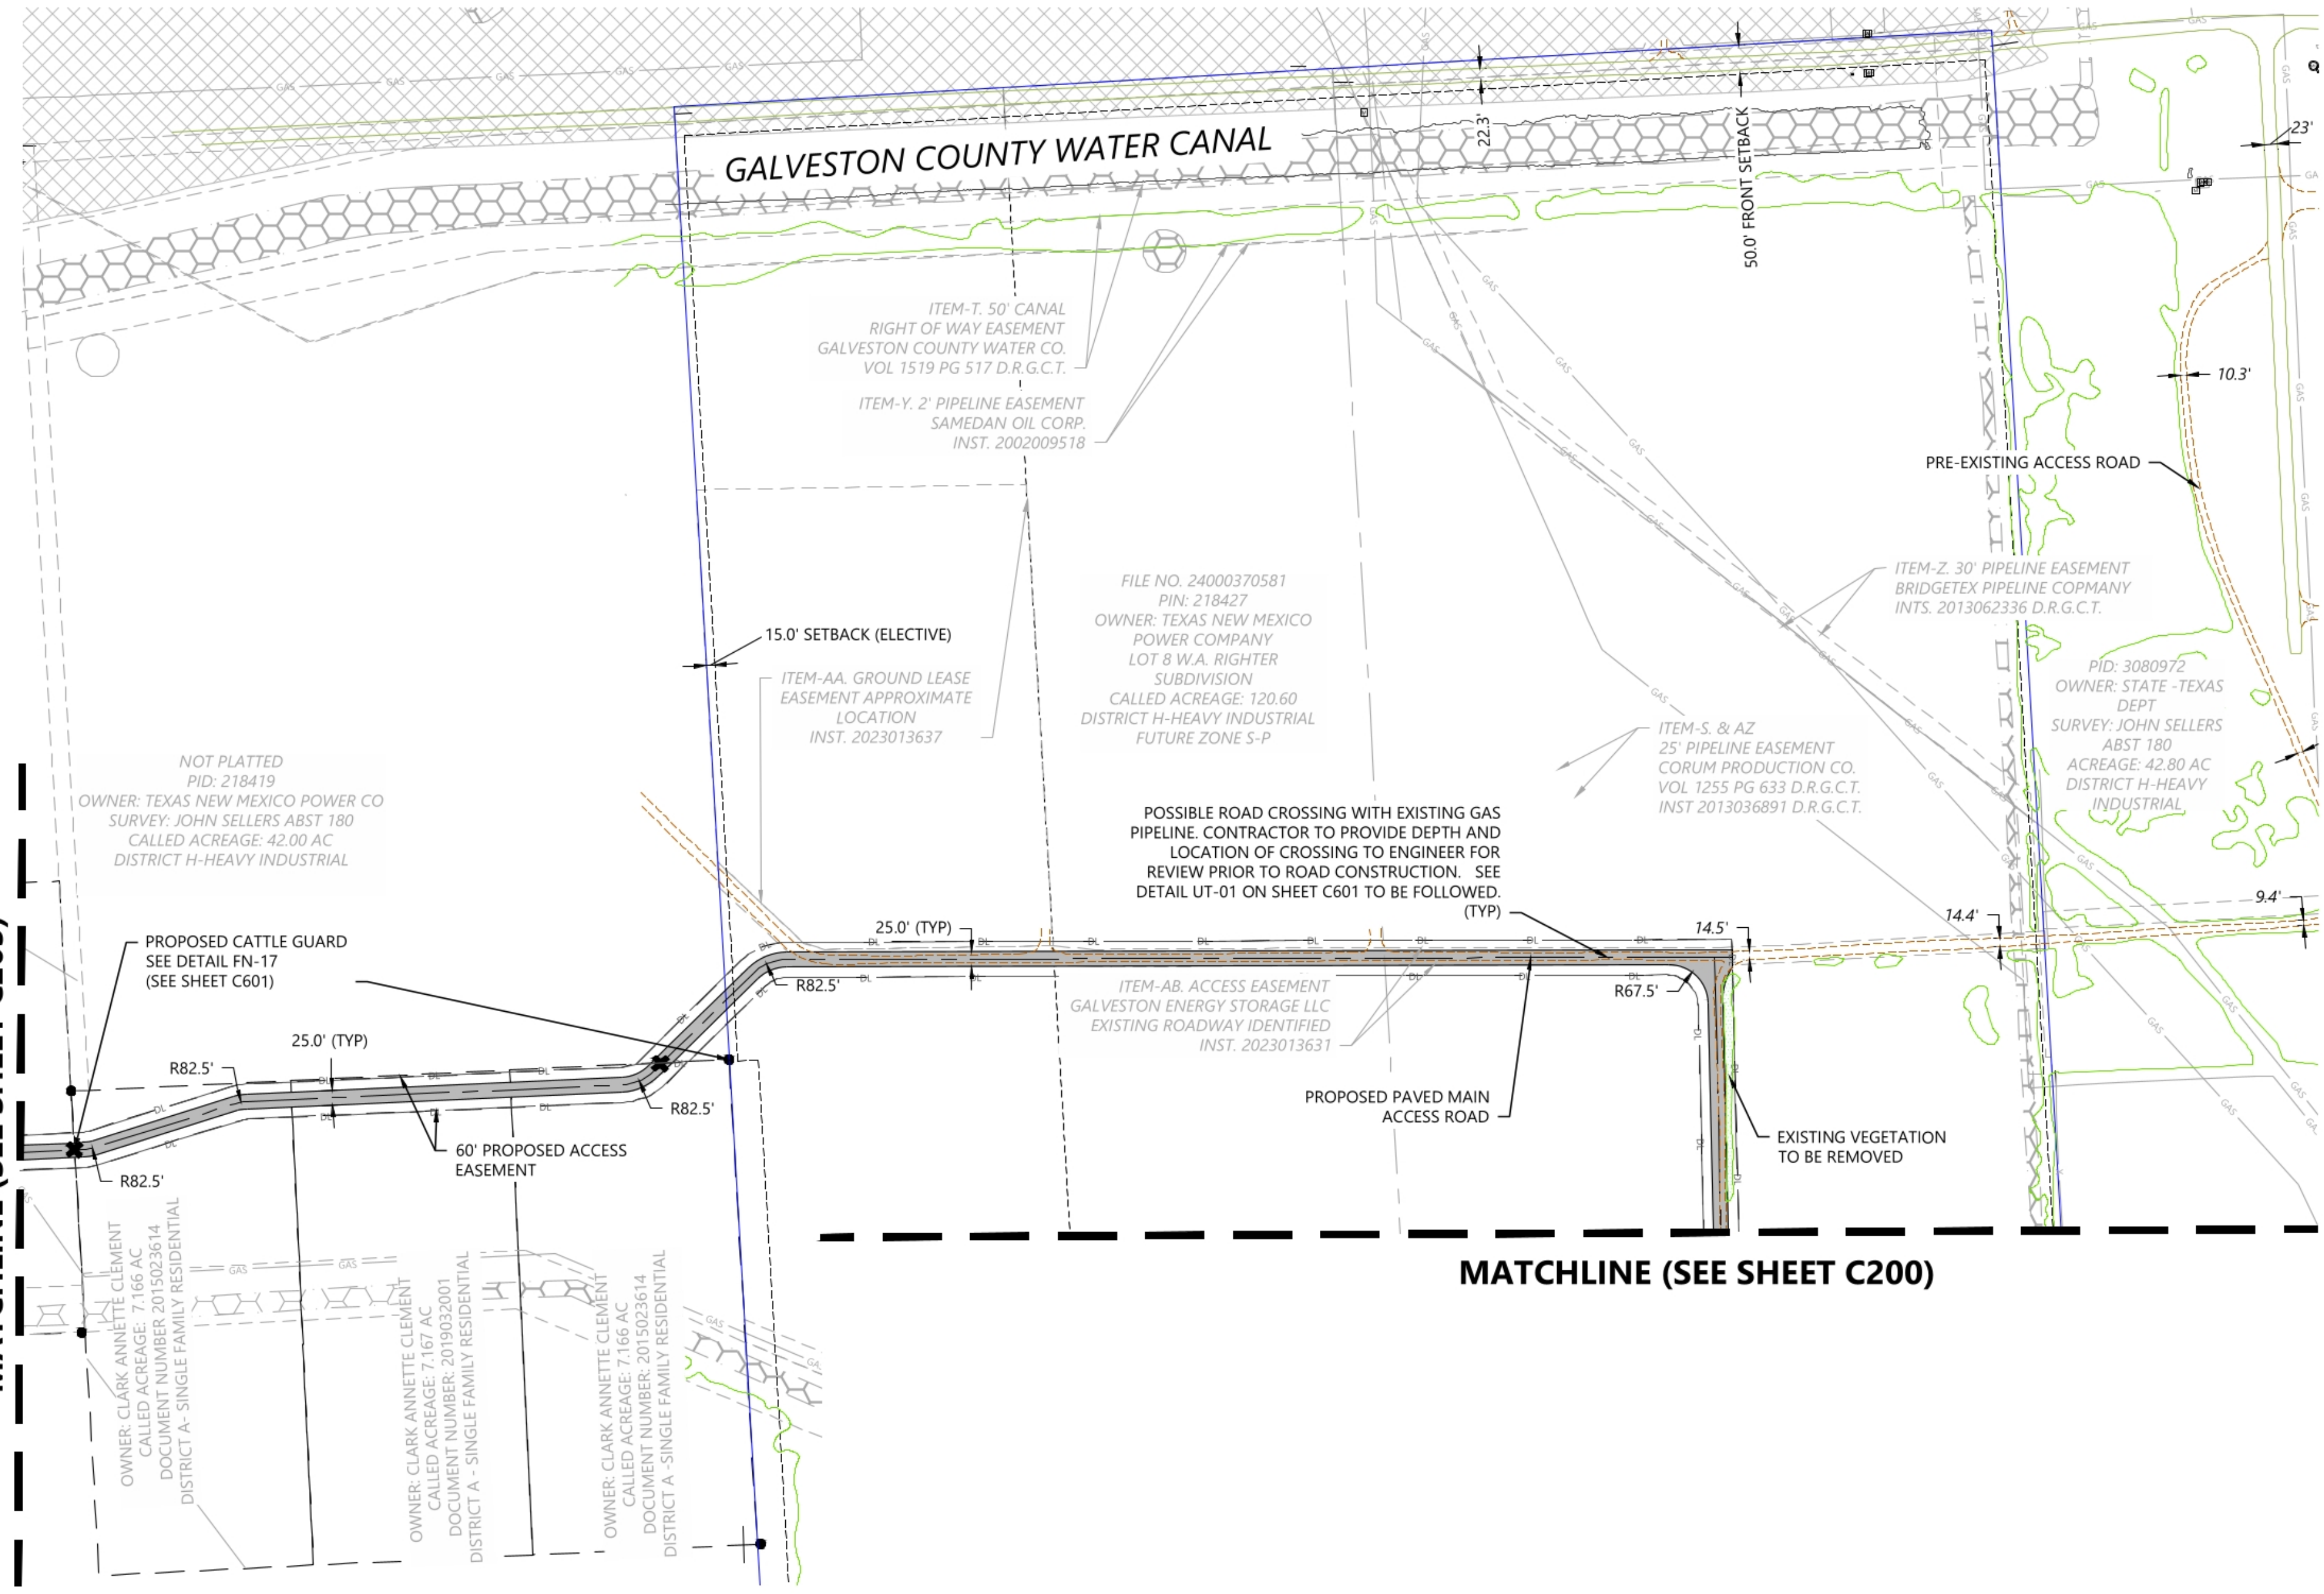 GALVESTON COUNTY WATER CANAL
22.3'
50.0' FRONT SETBACK
23'
10.3'
ITEM-T. 50' CANAL
RIGHT OF WAY EASEMENT
GALVESTON COUNTY WATER CO.
VOL 1519 PG 517 D.R.G.C.T.
ITEM-Y. 2' PIPELINE EASEMENT
SAMEDAN OIL CORP.
INST. 2002009518
PRE-EXISTING ACCESS ROAD
15.0' SETBACK (ELECTIVE)
ITEM-AA. GROUND LEASE
EASEMENT APPROXIMATE
LOCATION
INST. 2023013637
FILE NO. 24000370581
PIN: 218427
OWNER: TEXAS NEW MEXICO
POWER COMPANY
LOT 8 W.A. RIGHTER
SUBDIVISION
CALLED ACREAGE: 120.60
DISTRICT H-HEAVY INDUSTRIAL
FUTURE ZONE S-P
ITEM-Z. 30' PIPELINE EASEMENT
BRIDGETEX PIPELINE COPMANY
INTS. 2013062336 D.R.G.C.T.
PID: 3080972
OWNER: STATE -TEXAS
DEPT
SURVEY: JOHN SELLERS
ABST 180
ACREAGE: 42.80 AC
DISTRICT H-HEAVY
INDUSTRIAL
ITEM-S. & AZ
25' PIPELINE EASEMENT
CORUM PRODUCTION CO.
VOL 1255 PG 633 D.R.G.C.T.
INST 2013036891 D.R.G.C.T.
NOT PLATTED
PID: 218419
OWNER: TEXAS NEW MEXICO POWER CO
SURVEY: JOHN SELLERS ABST 180
CALLED ACREAGE: 42.00 AC
DISTRICT H-HEAVY INDUSTRIAL
POSSIBLE ROAD CROSSING WITH EXISTING GAS
PIPELINE. CONTRACTOR TO PROVIDE DEPTH AND
LOCATION OF CROSSING TO ENGINEER FOR
REVIEW PRIOR TO ROAD CONSTRUCTION. SEE
DETAIL UT-01 ON SHEET C601 TO BE FOLLOWED.
(TYP)
PROPOSED CATTLE GUARD
SEE DETAIL FN-17
(SEE SHEET C601)
25.0' (TYP)
14.5'
14.4'
9.4'
R82.5'
R67.5'
ITEM-AB. ACCESS EASEMENT
GALVESTON ENERGY STORAGE LLC
EXISTING ROADWAY IDENTIFIED
INST. 2023013631
25.0' (TYP)
R82.5'
R82.5'
R82.5'
60' PROPOSED ACCESS
EASEMENT
PROPOSED PAVED MAIN
ACCESS ROAD
EXISTING VEGETATION
TO BE REMOVED
MATCHLINE (SEE SHEET C200)
OWNER: CLARK ANNETTE CLEMENT
CALLED ACREAGE: 7.166 AC
DOCUMENT NUMBER 2015023614
DISTRICT A- SINGLE FAMILY RESIDENTIAL
OWNER: CLARK ANNETTE CLEMENT
CALLED ACREAGE: 7.167 AC
DOCUMENT NUMBER: 2019032001
DISTRICT A - SINGLE FAMILY RESIDENTIAL
OWNER: CLARK ANNETTE CLEMENT
CALLED ACREAGE: 7.166 AC
DOCUMENT NUMBER: 2015023614
DISTRICT A -SINGLE FAMILY RESIDENTIAL